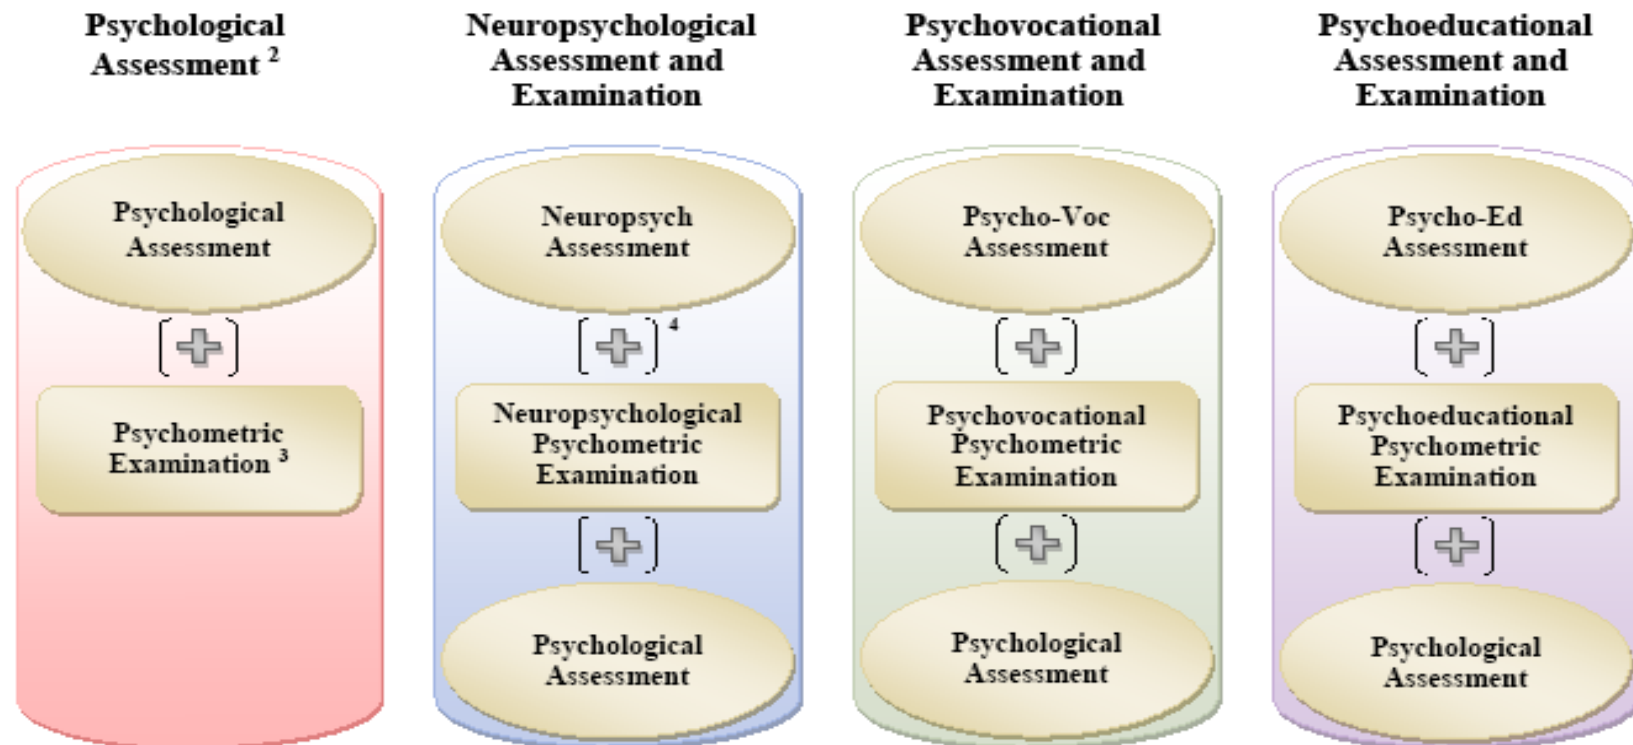 Psychological
Assessment 2
Neuropsychological
Assessment and
Examination
Psychovocational
Assessment and
Examination
Psychoeducational
Assessment and
Examination
Psychological
Assessment
Psychometric
Examination 3
Neuropsych
Assessment
4
Neuropsychological
Psychometric
Examination
Psychological
Assessment
Psycho-Voc
Assessment
Psychovocational
Psychometric
Examination
Psychological
Assessment
Psycho-Ed
Assessment
Psychoeducational
Psychometric
Examination
Psychological
Assessment